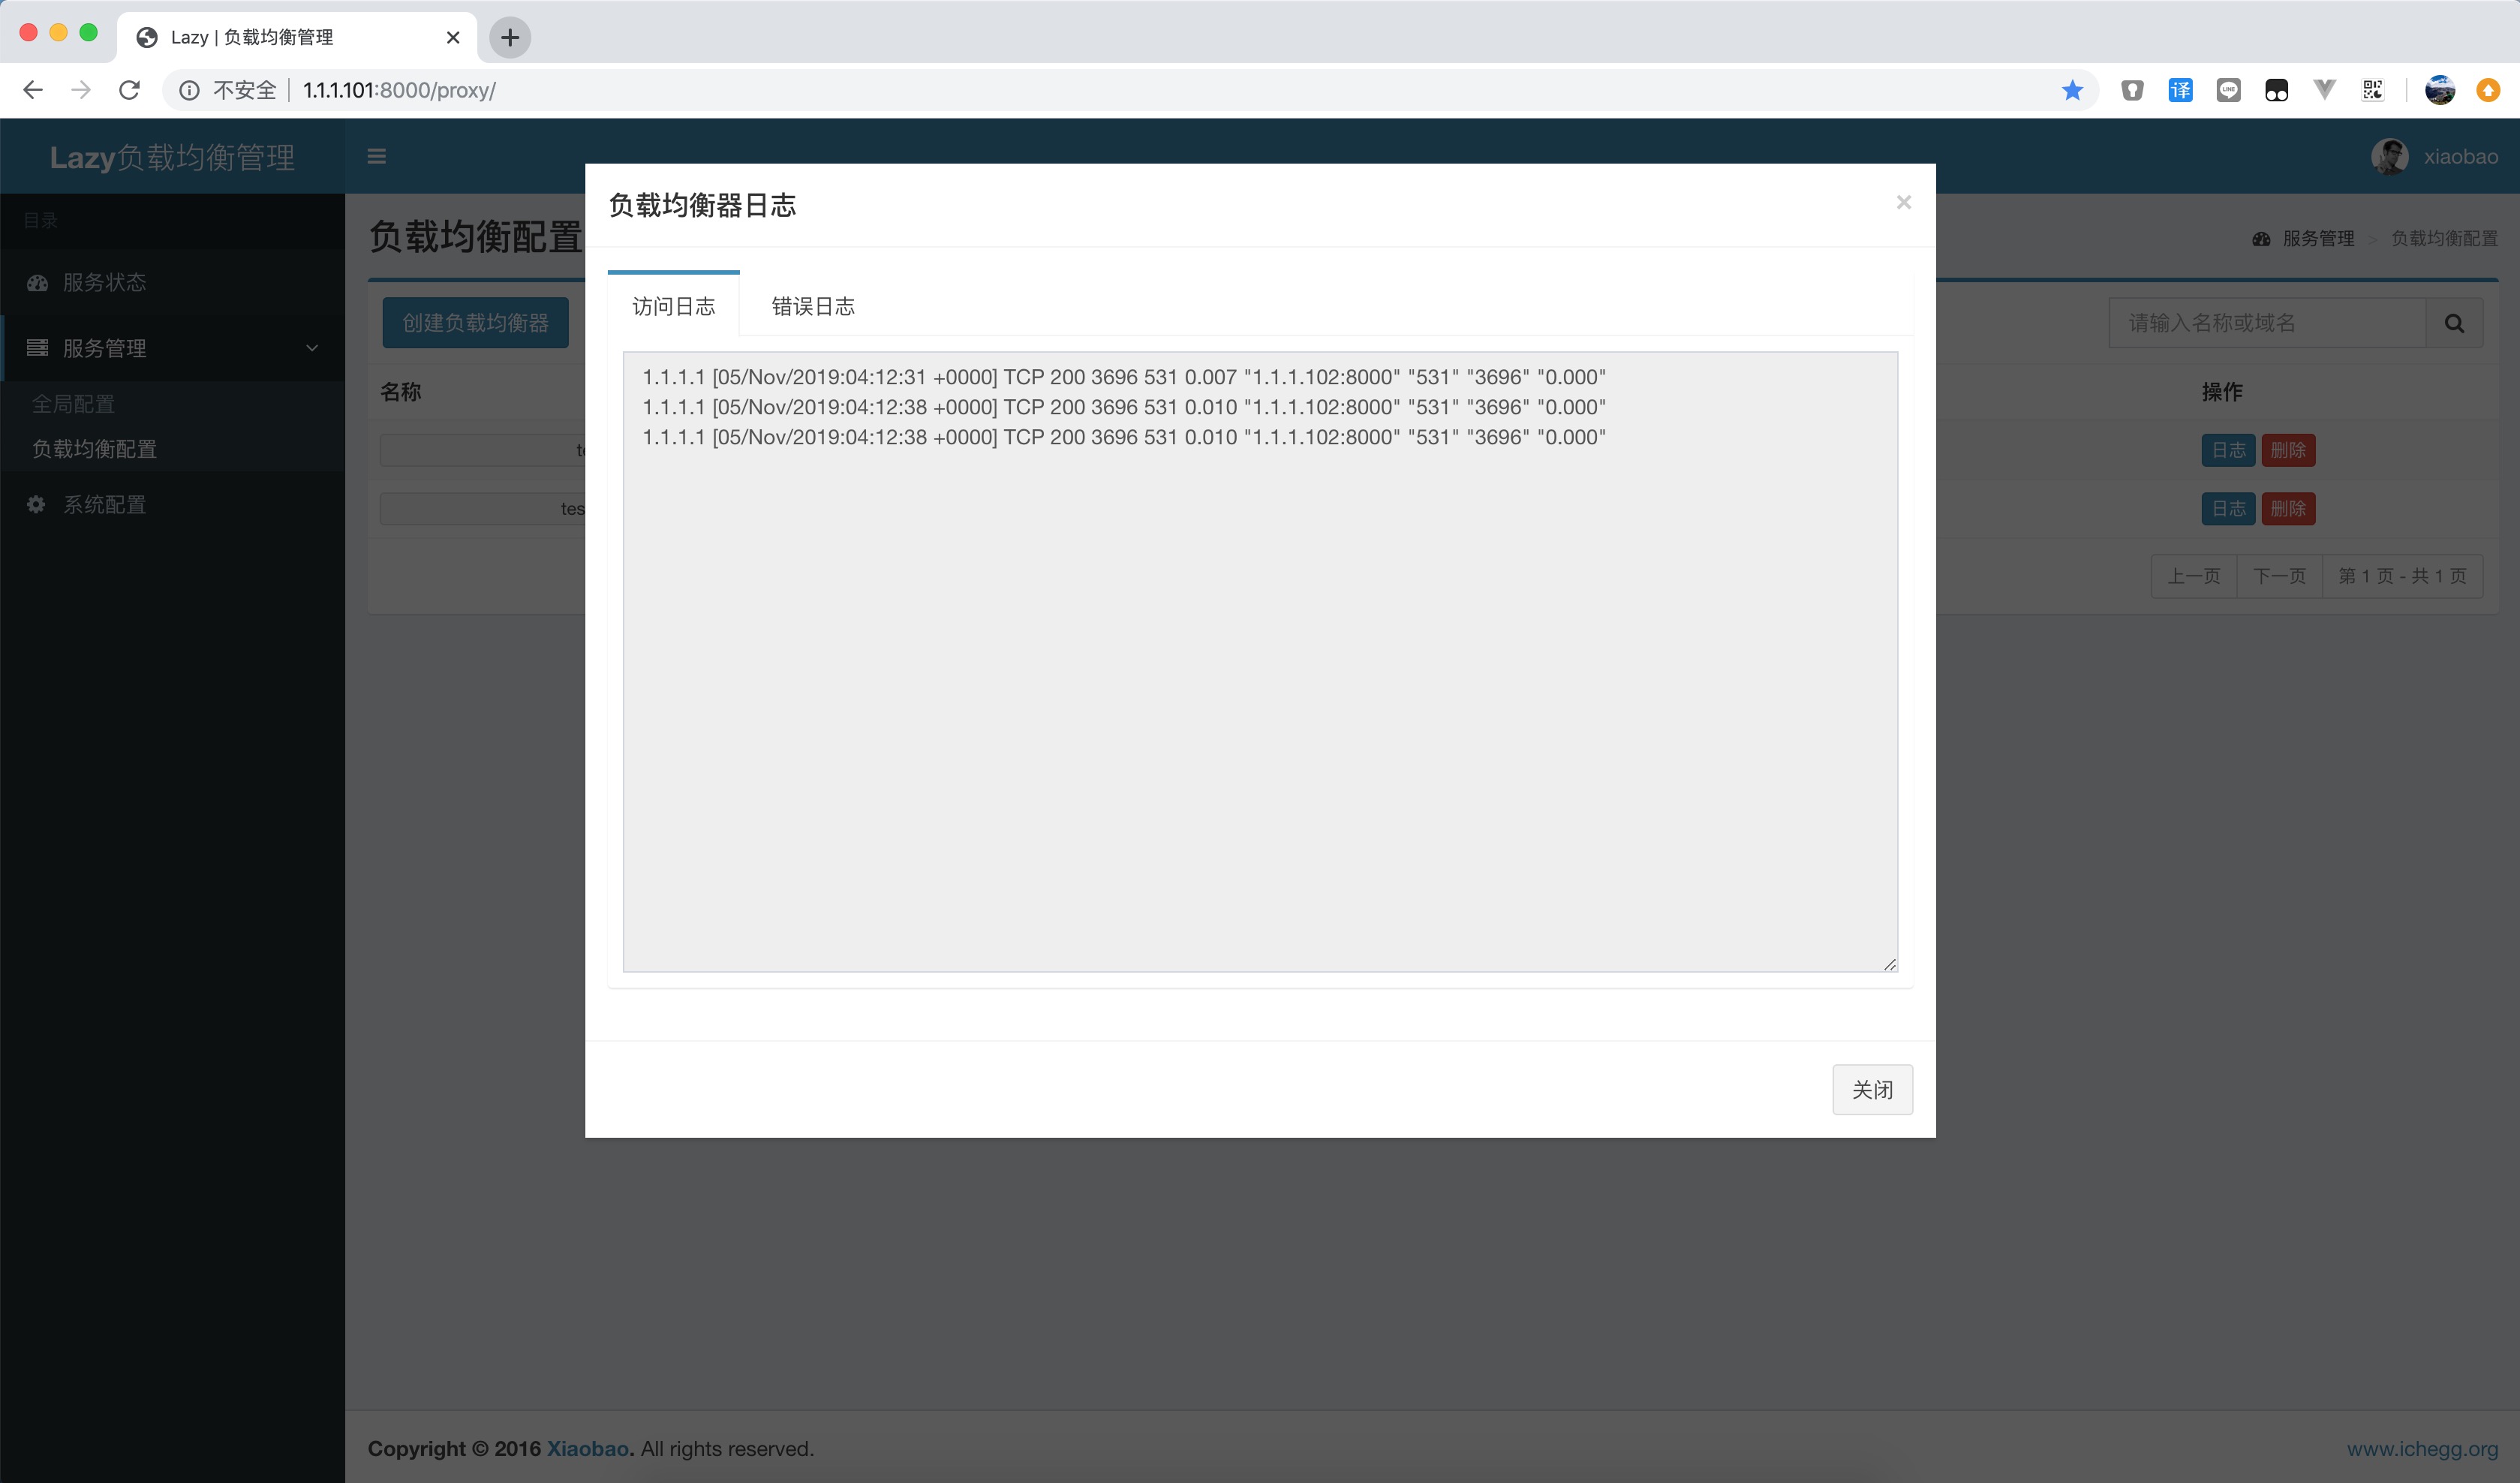 Lazy | 负载均衡管理
不安全 | 1.1.1.101:8000/proxy/
译
LINE
Lazy负载均衡管理
xiaobao
目录
服务状态
服务管理
全局配置
负载均衡配置
系统配置
负载均衡配置
服务管理 > 负载均衡配置
创建负载均衡器
请输入名称或域名
名称
操作
日志 删除
tes
日志 删除
上一页 下一页 第 1 页 - 共 1 页
负载均衡器日志
×
访问日志 错误日志
1.1.1.1 [05/Nov/2019:04:12:31 +0000] TCP 200 3696 531 0.007 "1.1.1.102:8000" "531" "3696" "0.000"
1.1.1.1 [05/Nov/2019:04:12:38 +0000] TCP 200 3696 531 0.010 "1.1.1.102:8000" "531" "3696" "0.000"
1.1.1.1 [05/Nov/2019:04:12:38 +0000] TCP 200 3696 531 0.010 "1.1.1.102:8000" "531" "3696" "0.000"
关闭
Copyright © 2016 Xiaobao. All rights reserved.
www.ichegg.org